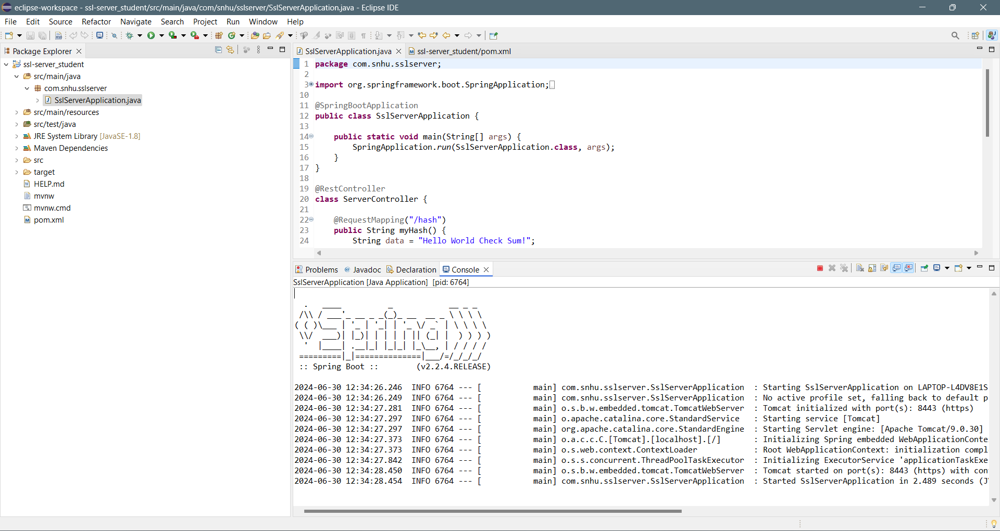 eclipse-workspace - ssl-server_student/src/main/java/com/snhu/sslserver/SslServerApplication.java - Eclipse IDE
File Edit Source Refactor Navigate Search Project Run Window Help
Package Explorer
ssl-server_student
src/main/java
com.snhu.sslserver
SslServerApplication.java
src/main/resources
src/test/java
JRE System Library [JavaSE-1.8]
Maven Dependencies
src
target
HELP.md
mvnw
mvnw.cmd
pom.xml
SslServerApplication.java ssl-server_student/pom.xml
1 package com.snhu.sslserver;
2
3 import org.springframework.boot.SpringApplication;
10
11 @SpringBootApplication
12 public class SslServerApplication {
13
14 public static void main(String[] args) {
15 SpringApplication.run(SslServerApplication.class, args);
16 }
17 }
18
19 @RestController
20 class ServerController {
21
22 @RequestMapping("/hash")
23 public String myHash() {
24 String data = "Hello World Check Sum!";
Problems Javadoc Declaration Console
SslServerApplication [Java Application] [pid: 6764]
  .   ____          _            __ _ _
 /\\ / ___'_ __ _ _(_)_ __  __ _ \ \ \ \
( ( )\___ | '_ | '_| | '_ \/ _` | \ \ \ \
 \\/  ___)| |_)| | | | | || (_| |  ) ) ) )
  '  |____| .__|_| |_|_| |_\__, | / / / /
 =========|_|==============|___/=/_/_/_/
 :: Spring Boot ::        (v2.2.4.RELEASE)
2024-06-30 12:34:26.246  INFO 6764 --- [           main] com.snhu.sslserver.SslServerApplication  : Starting SslServerApplication on LAPTOP-L4DV8E1S
2024-06-30 12:34:26.249  INFO 6764 --- [           main] com.snhu.sslserver.SslServerApplication  : No active profile set, falling back to default p
2024-06-30 12:34:27.281  INFO 6764 --- [           main] o.s.b.w.embedded.tomcat.TomcatWebServer  : Tomcat initialized with port(s): 8443 (https)
2024-06-30 12:34:27.297  INFO 6764 --- [           main] o.apache.catalina.core.StandardService   : Starting service [Tomcat]
2024-06-30 12:34:27.297  INFO 6764 --- [           main] org.apache.catalina.core.StandardEngine  : Starting Servlet engine: [Apache Tomcat/9.0.30]
2024-06-30 12:34:27.373  INFO 6764 --- [           main] o.a.c.c.C.[Tomcat].[localhost].[/]       : Initializing Spring embedded WebApplicationConte
2024-06-30 12:34:27.373  INFO 6764 --- [           main] o.s.web.context.ContextLoader            : Root WebApplicationContext: initialization compl
2024-06-30 12:34:27.842  INFO 6764 --- [           main] o.s.s.concurrent.ThreadPoolTaskExecutor  : Initializing ExecutorService 'applicationTaskExe
2024-06-30 12:34:28.450  INFO 6764 --- [           main] o.s.b.w.embedded.tomcat.TomcatWebServer  : Tomcat started on port(s): 8443 (https) with con
2024-06-30 12:34:28.454  INFO 6764 --- [           main] com.snhu.sslserver.SslServerApplication  : Started SslServerApplication in 2.489 seconds (J